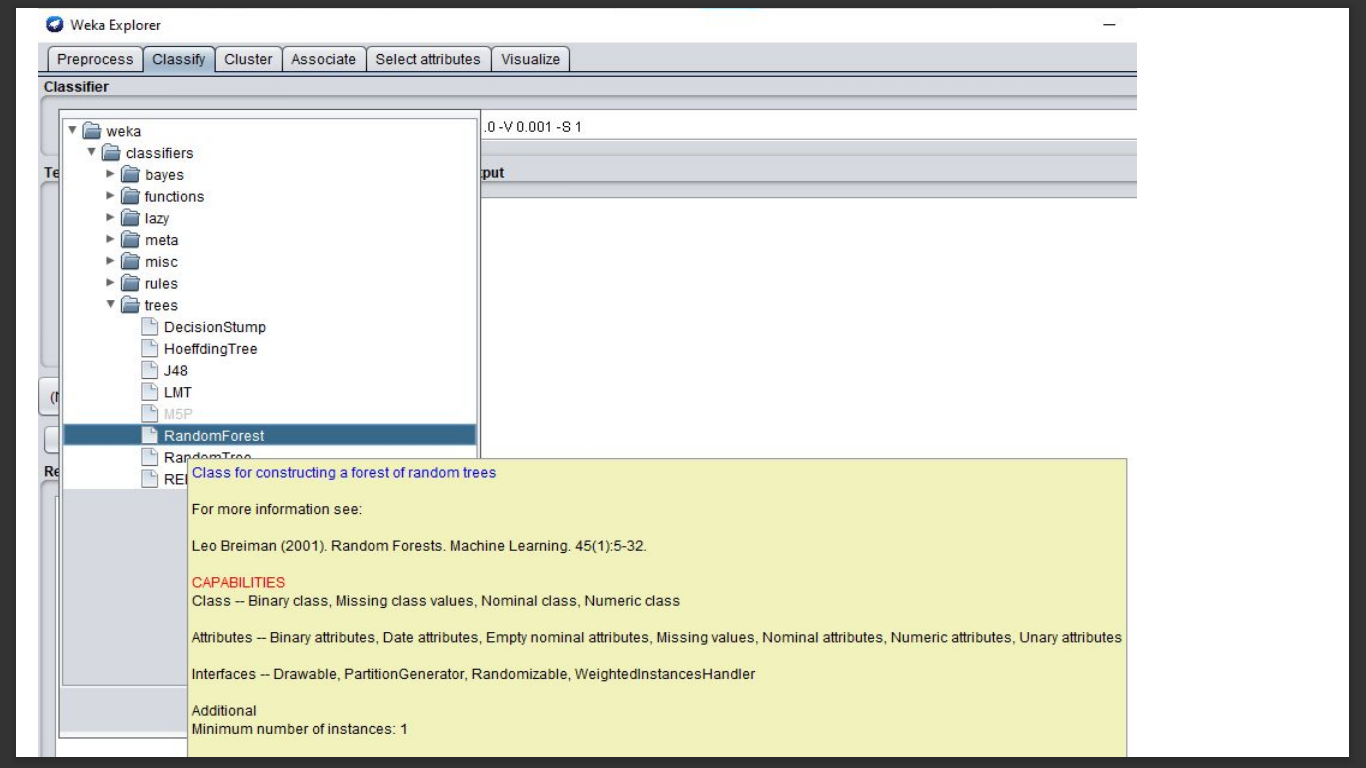 Weka Explorer
Preprocess Classify Cluster Associate Select attributes Visualize
Classifier
weka
.0 -V 0.001 -S 1
classifiers
Te
put
bayes
functions
lazy
meta
misc
rules
trees
DecisionStump
HoeffdingTree
J48
LMT
(N
M5P
RandomForest
RandomTree
Re
REP
Class for constructing a forest of random trees
For more information see:
Leo Breiman (2001). Random Forests. Machine Learning. 45(1):5-32.
CAPABILITIES
Class -- Binary class, Missing class values, Nominal class, Numeric class
Attributes -- Binary attributes, Date attributes, Empty nominal attributes, Missing values, Nominal attributes, Numeric attributes, Unary attributes
Interfaces -- Drawable, PartitionGenerator, Randomizable, WeightedInstancesHandler
Additional
Minimum number of instances: 1